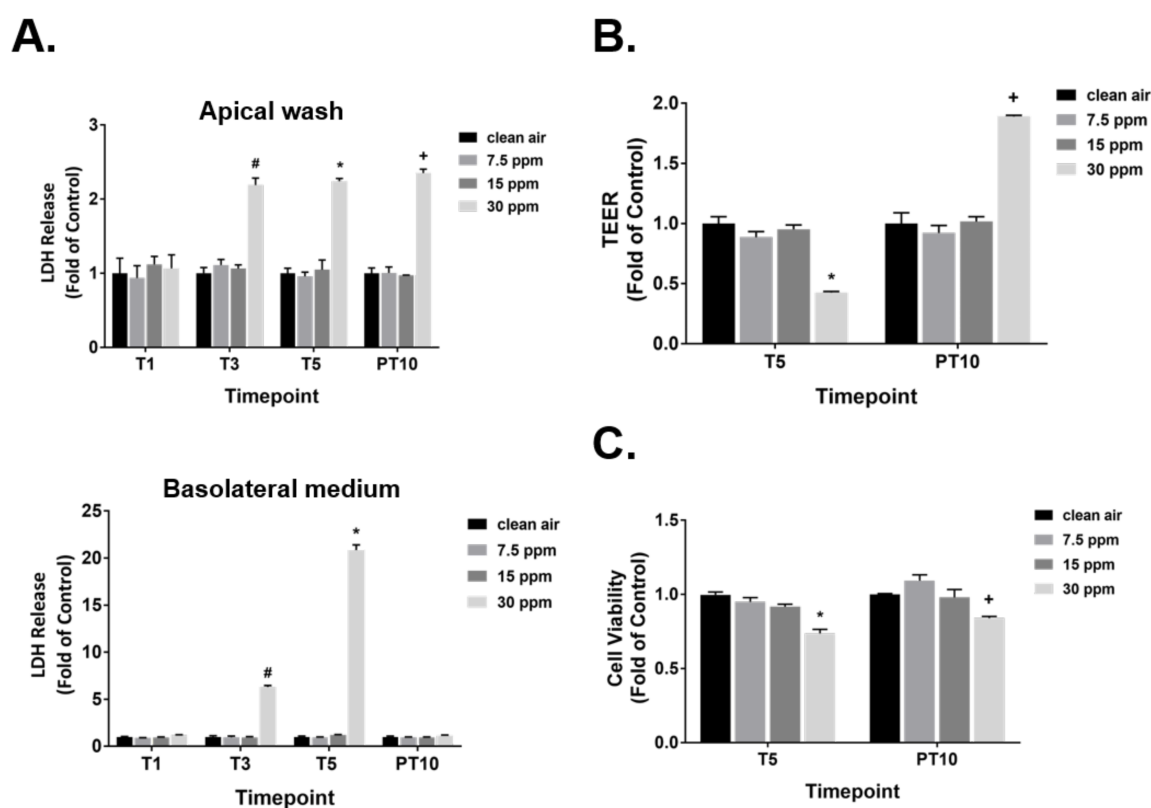 A.
Apical wash
LDH Release
(Fold of Control)
3
2
1
0
#
*
+
T1 T3 T5 PT10
Timepoint
clean air
7.5 ppm
15 ppm
30 ppm
Basolateral medium
LDH Release
(Fold of Control)
25
20
15
10
5
0
#
*
T1 T3 T5 PT10
Timepoint
clean air
7.5 ppm
15 ppm
30 ppm
B.
TEER
(Fold of Control)
2.0
1.5
1.0
0.5
0.0
*
+
T5 PT10
Timepoint
clean air
7.5 ppm
15 ppm
30 ppm
C.
Cell Viability
(Fold of Control)
1.5
1.0
0.5
0.0
*
+
T5 PT10
Timepoint
clean air
7.5 ppm
15 ppm
30 ppm